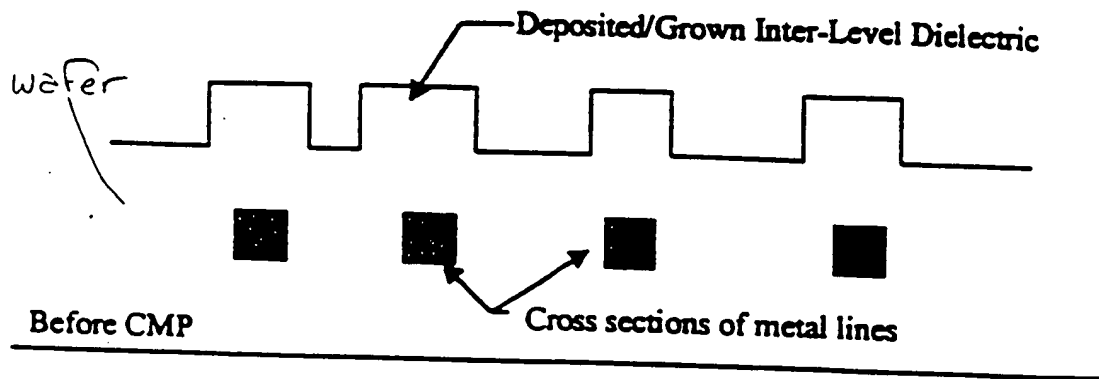 Deposited/Grown Inter-Level Dielectric
wafer
Before CMP
Cross sections of metal lines